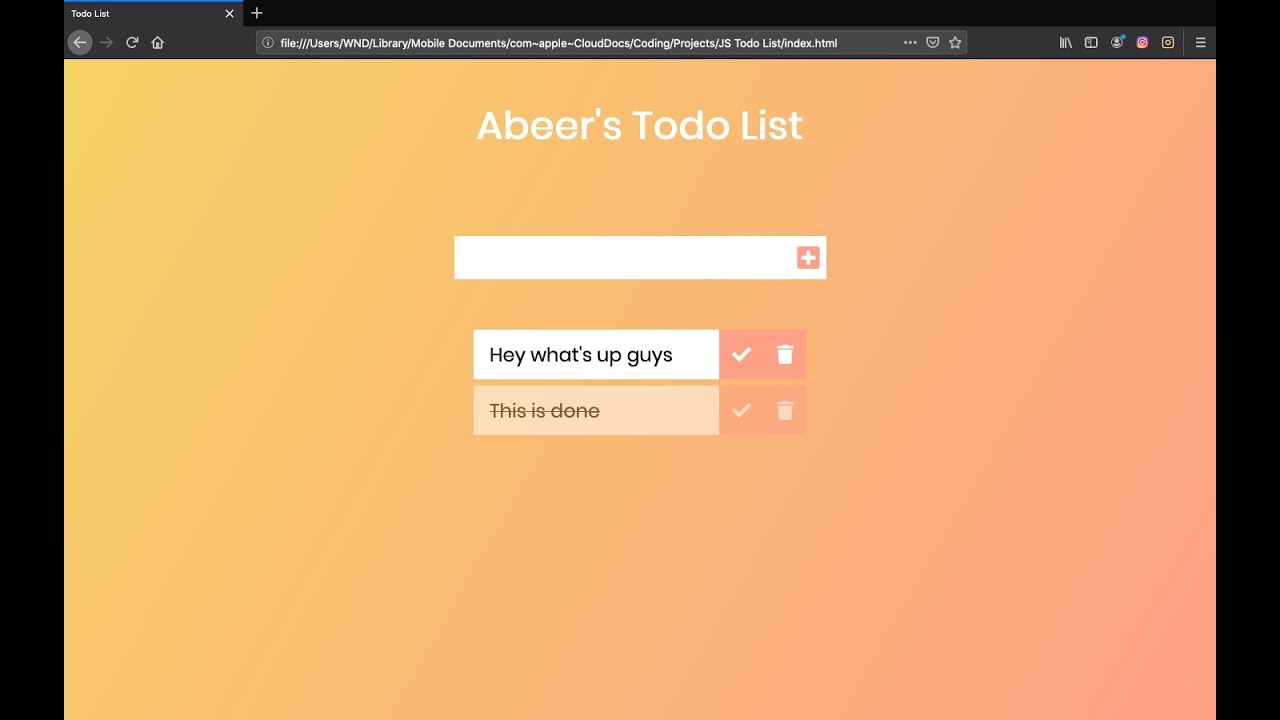 Todo List
file:///Users/WND/Library/Mobile Documents/com~apple~CloudDocs/Coding/Projects/JS Todo List/index.html
Abeer's Todo List
Hey what's up guys
This is done